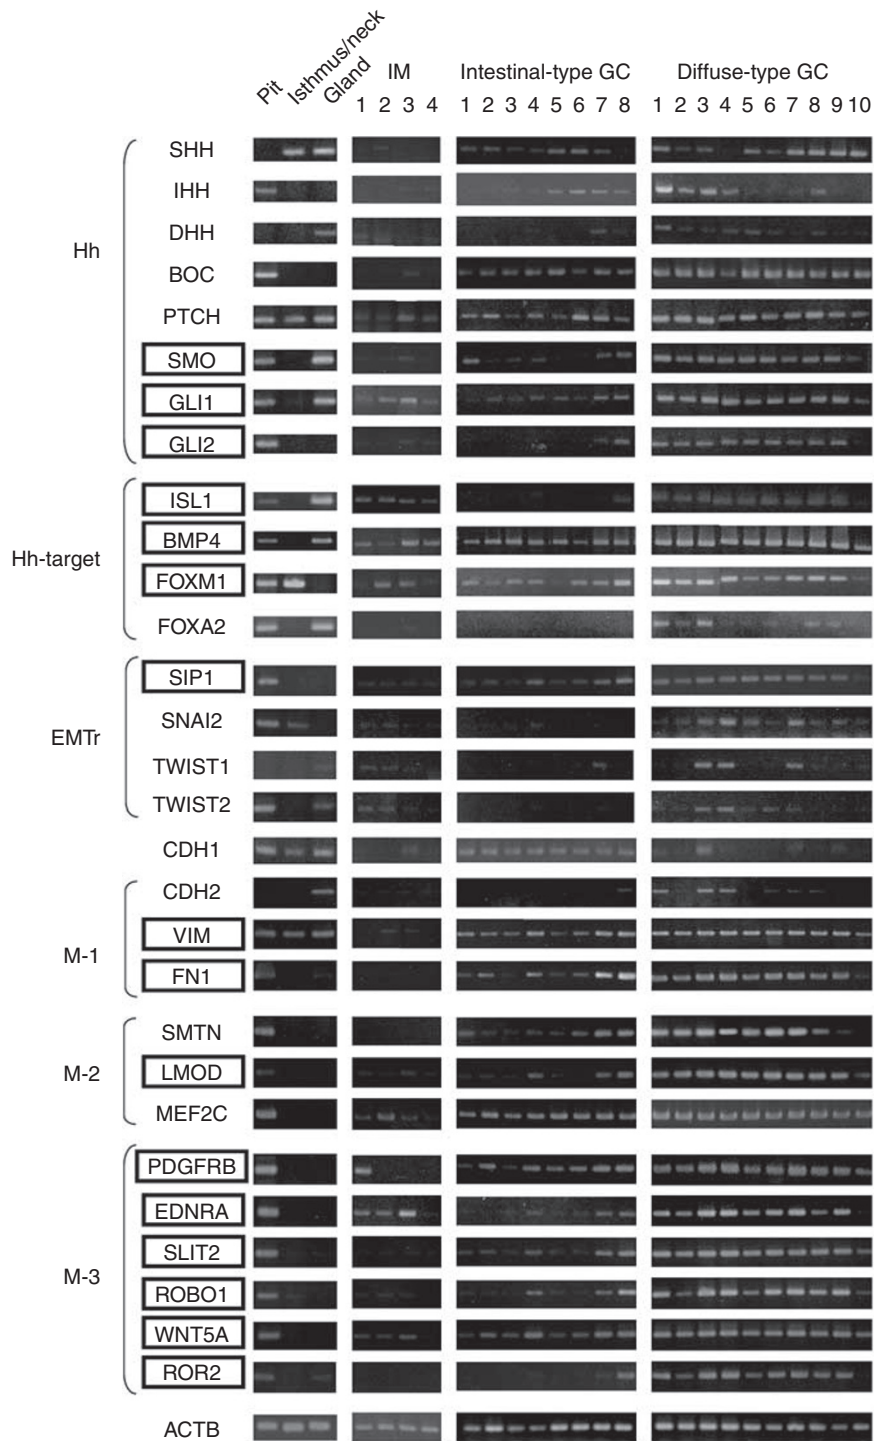 Pit Isthmus/neck Gland IM Intestinal-type GC Diffuse-type GC
1 2 3 4 1 2 3 4 5 6 7 8 1 2 3 4 5 6 7 8 9 10
Hh
SHH
IHH
DHH
BOC
PTCH
SMO
GLI1
GLI2
Hh-target
ISL1
BMP4
FOXM1
FOXA2
EMTr
SIP1
SNAI2
TWIST1
TWIST2
CDH1
M-1
CDH2
VIM
FN1
M-2
SMTN
LMOD
MEF2C
M-3
PDGFRB
EDNRA
SLIT2
ROBO1
WNT5A
ROR2
ACTB